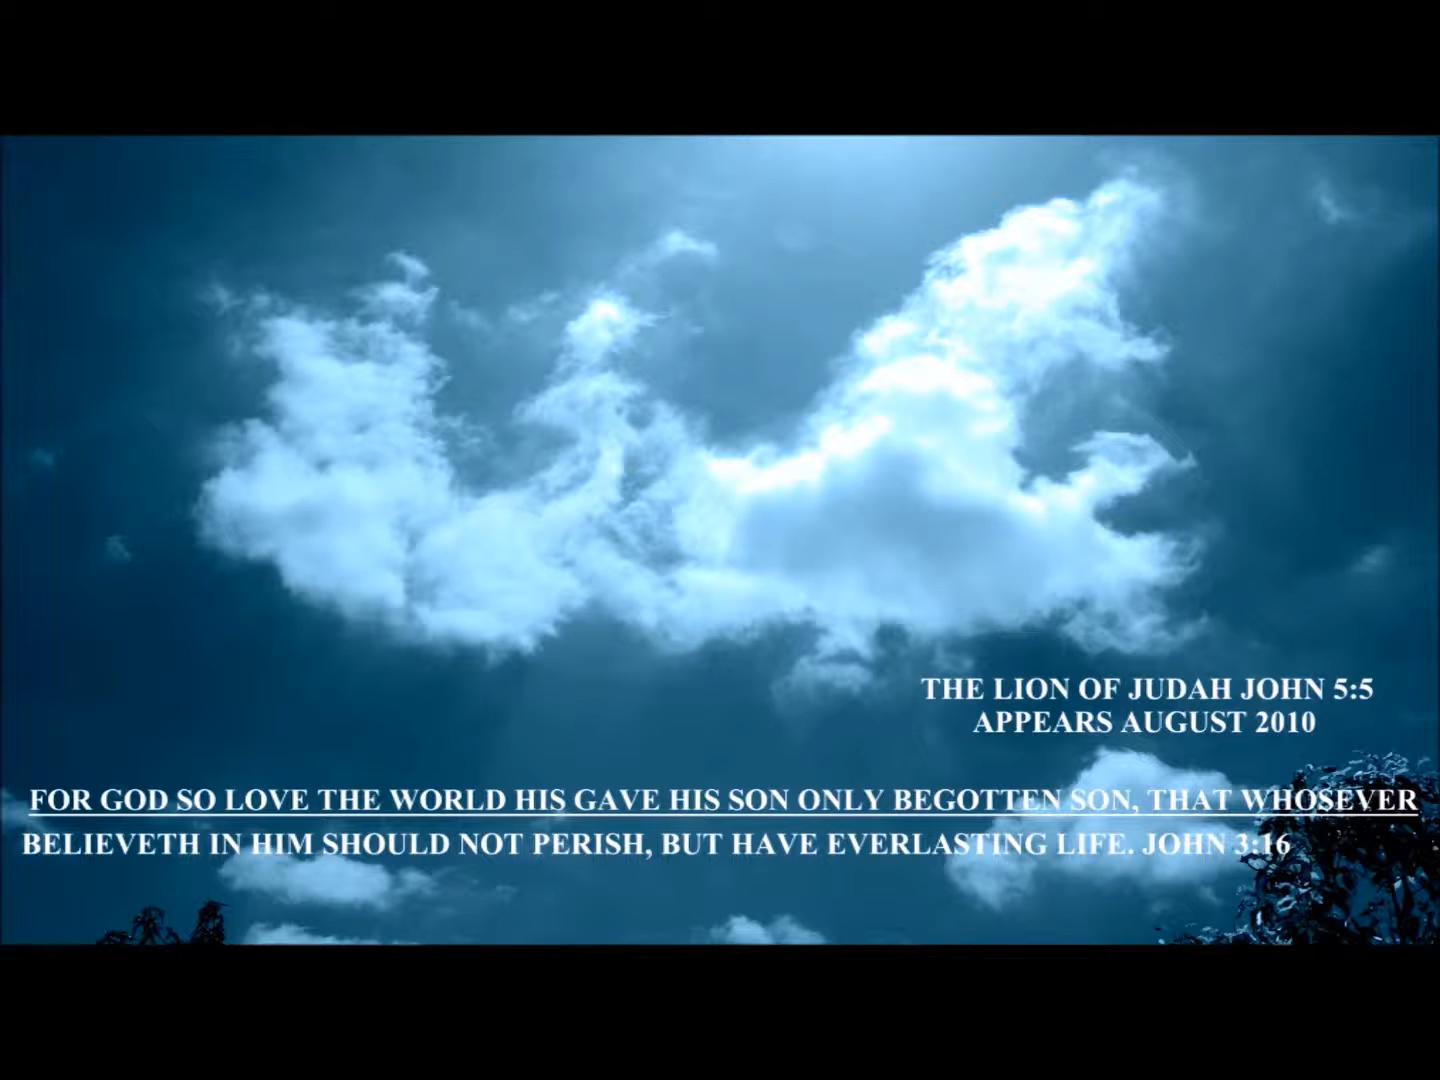 THE LION OF JUDAH JOHN 5:5
APPEARS AUGUST 2010
FOR GOD SO LOVE THE WORLD HIS GAVE HIS SON ONLY BEGOTTEN SON, THAT WHOSEVER
BELIEVETH IN HIM SHOULD NOT PERISH, BUT HAVE EVERLASTING LIFE. JOHN 3:16